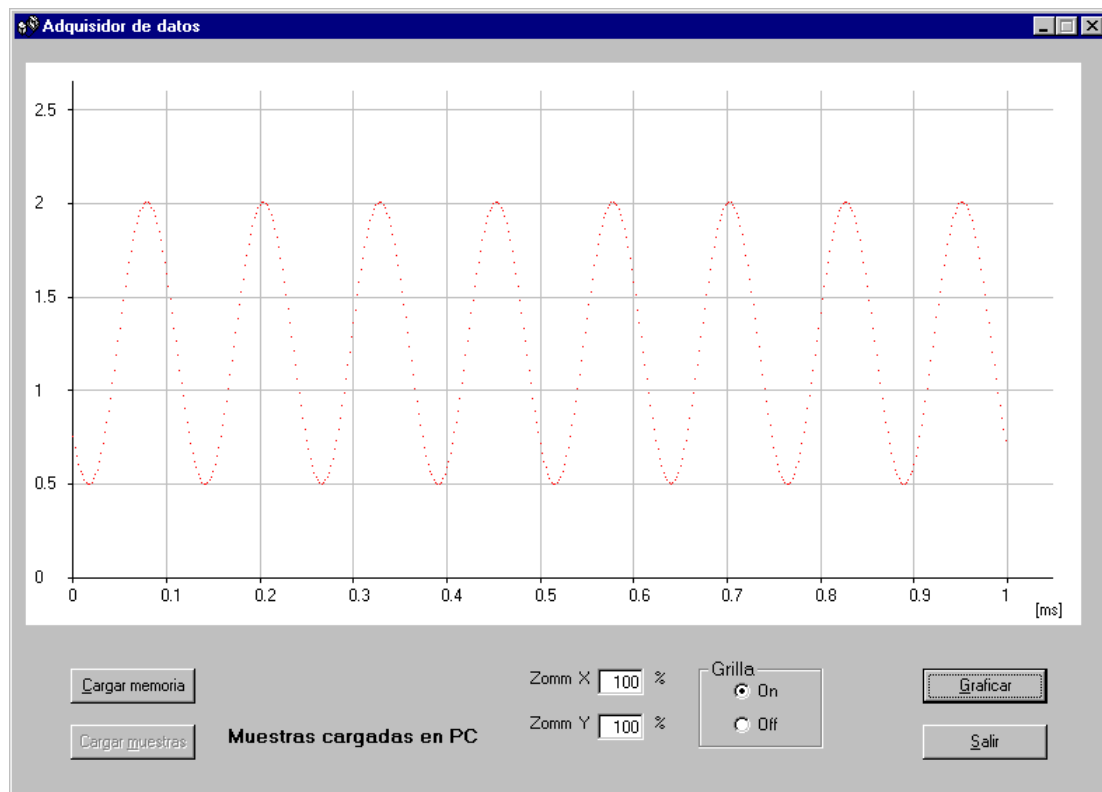 Adquisidor de datos
2.5
2
1.5
1
0.5
0
0 0.1 0.2 0.3 0.4 0.5 0.6 0.7 0.8 0.9 1
[ms]
Cargar memoria
Zomm X 100 %
Grilla
On
Graficar
Cargar muestras
Muestras cargadas en PC
Zomm Y 100 %
Off
Salir